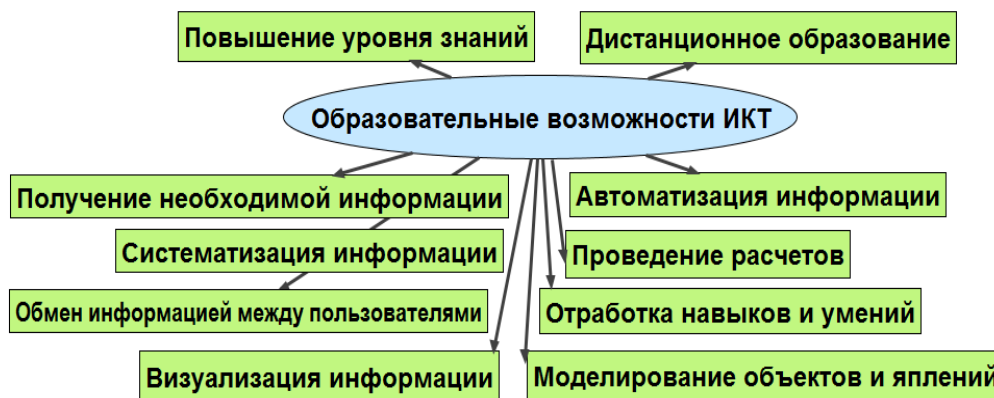 Повышение уровня знаний
Дистанционное образование
Образовательные возможности ИКТ
Получение необходимой информации
Автоматизация информации
Систематизация информации
Проведение расчетов
Обмен информацией между пользователями
Отработка навыков и умений
Визуализация информации
Моделирование объектов и яплений